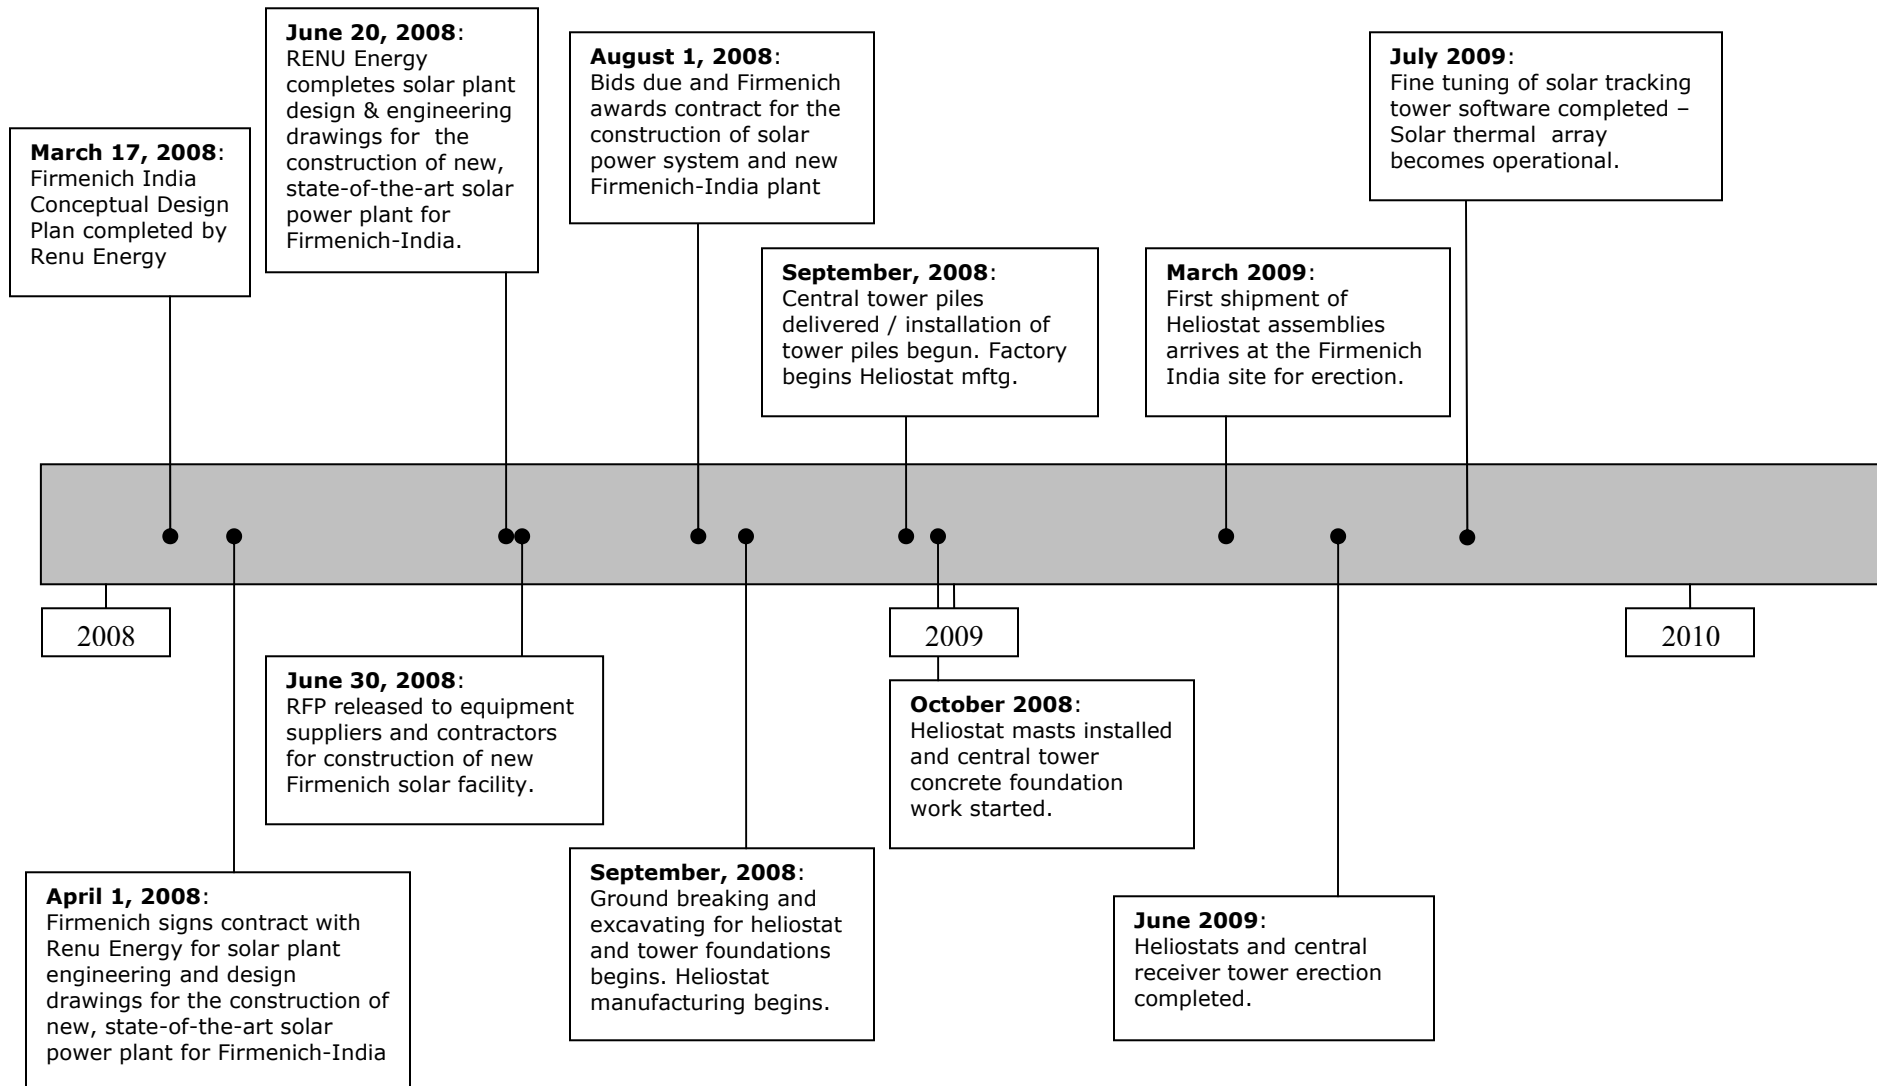 March 17, 2008:
Firmenich India
Conceptual Design
Plan completed by
Renu Energy
June 20, 2008:
RENU Energy
completes solar plant
design & engineering
drawings for the
construction of new,
state-of-the-art solar
power plant for
Firmenich-India.
August 1, 2008:
Bids due and Firmenich
awards contract for the
construction of solar
power system and new
Firmenich-India plant
September, 2008:
Central tower piles
delivered / installation of
tower piles begun. Factory
begins Heliostat mftg.
March 2009:
First shipment of
Heliostat assemblies
arrives at the Firmenich
India site for erection.
July 2009:
Fine tuning of solar tracking
tower software completed –
Solar thermal array
becomes operational.
2008
2009
2010
April 1, 2008:
Firmenich signs contract with
Renu Energy for solar plant
engineering and design
drawings for the construction of
new, state-of-the-art solar
power plant for Firmenich-India
June 30, 2008:
RFP released to equipment
suppliers and contractors
for construction of new
Firmenich solar facility.
September, 2008:
Ground breaking and
excavating for heliostat
and tower foundations
begins. Heliostat
manufacturing begins.
October 2008:
Heliostat masts installed
and central tower
concrete foundation
work started.
June 2009:
Heliostats and central
receiver tower erection
completed.